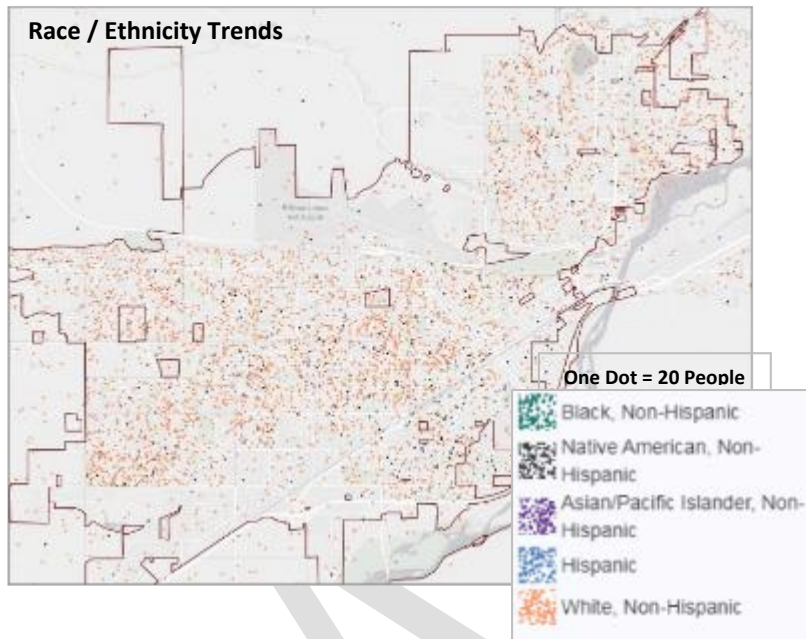 Race / Ethnicity Trends
One Dot = 20 People
Black, Non-Hispanic
Native American, Non-
Hispanic
Asian/Pacific Islander, Non-
Hispanic
Hispanic
White, Non-Hispanic